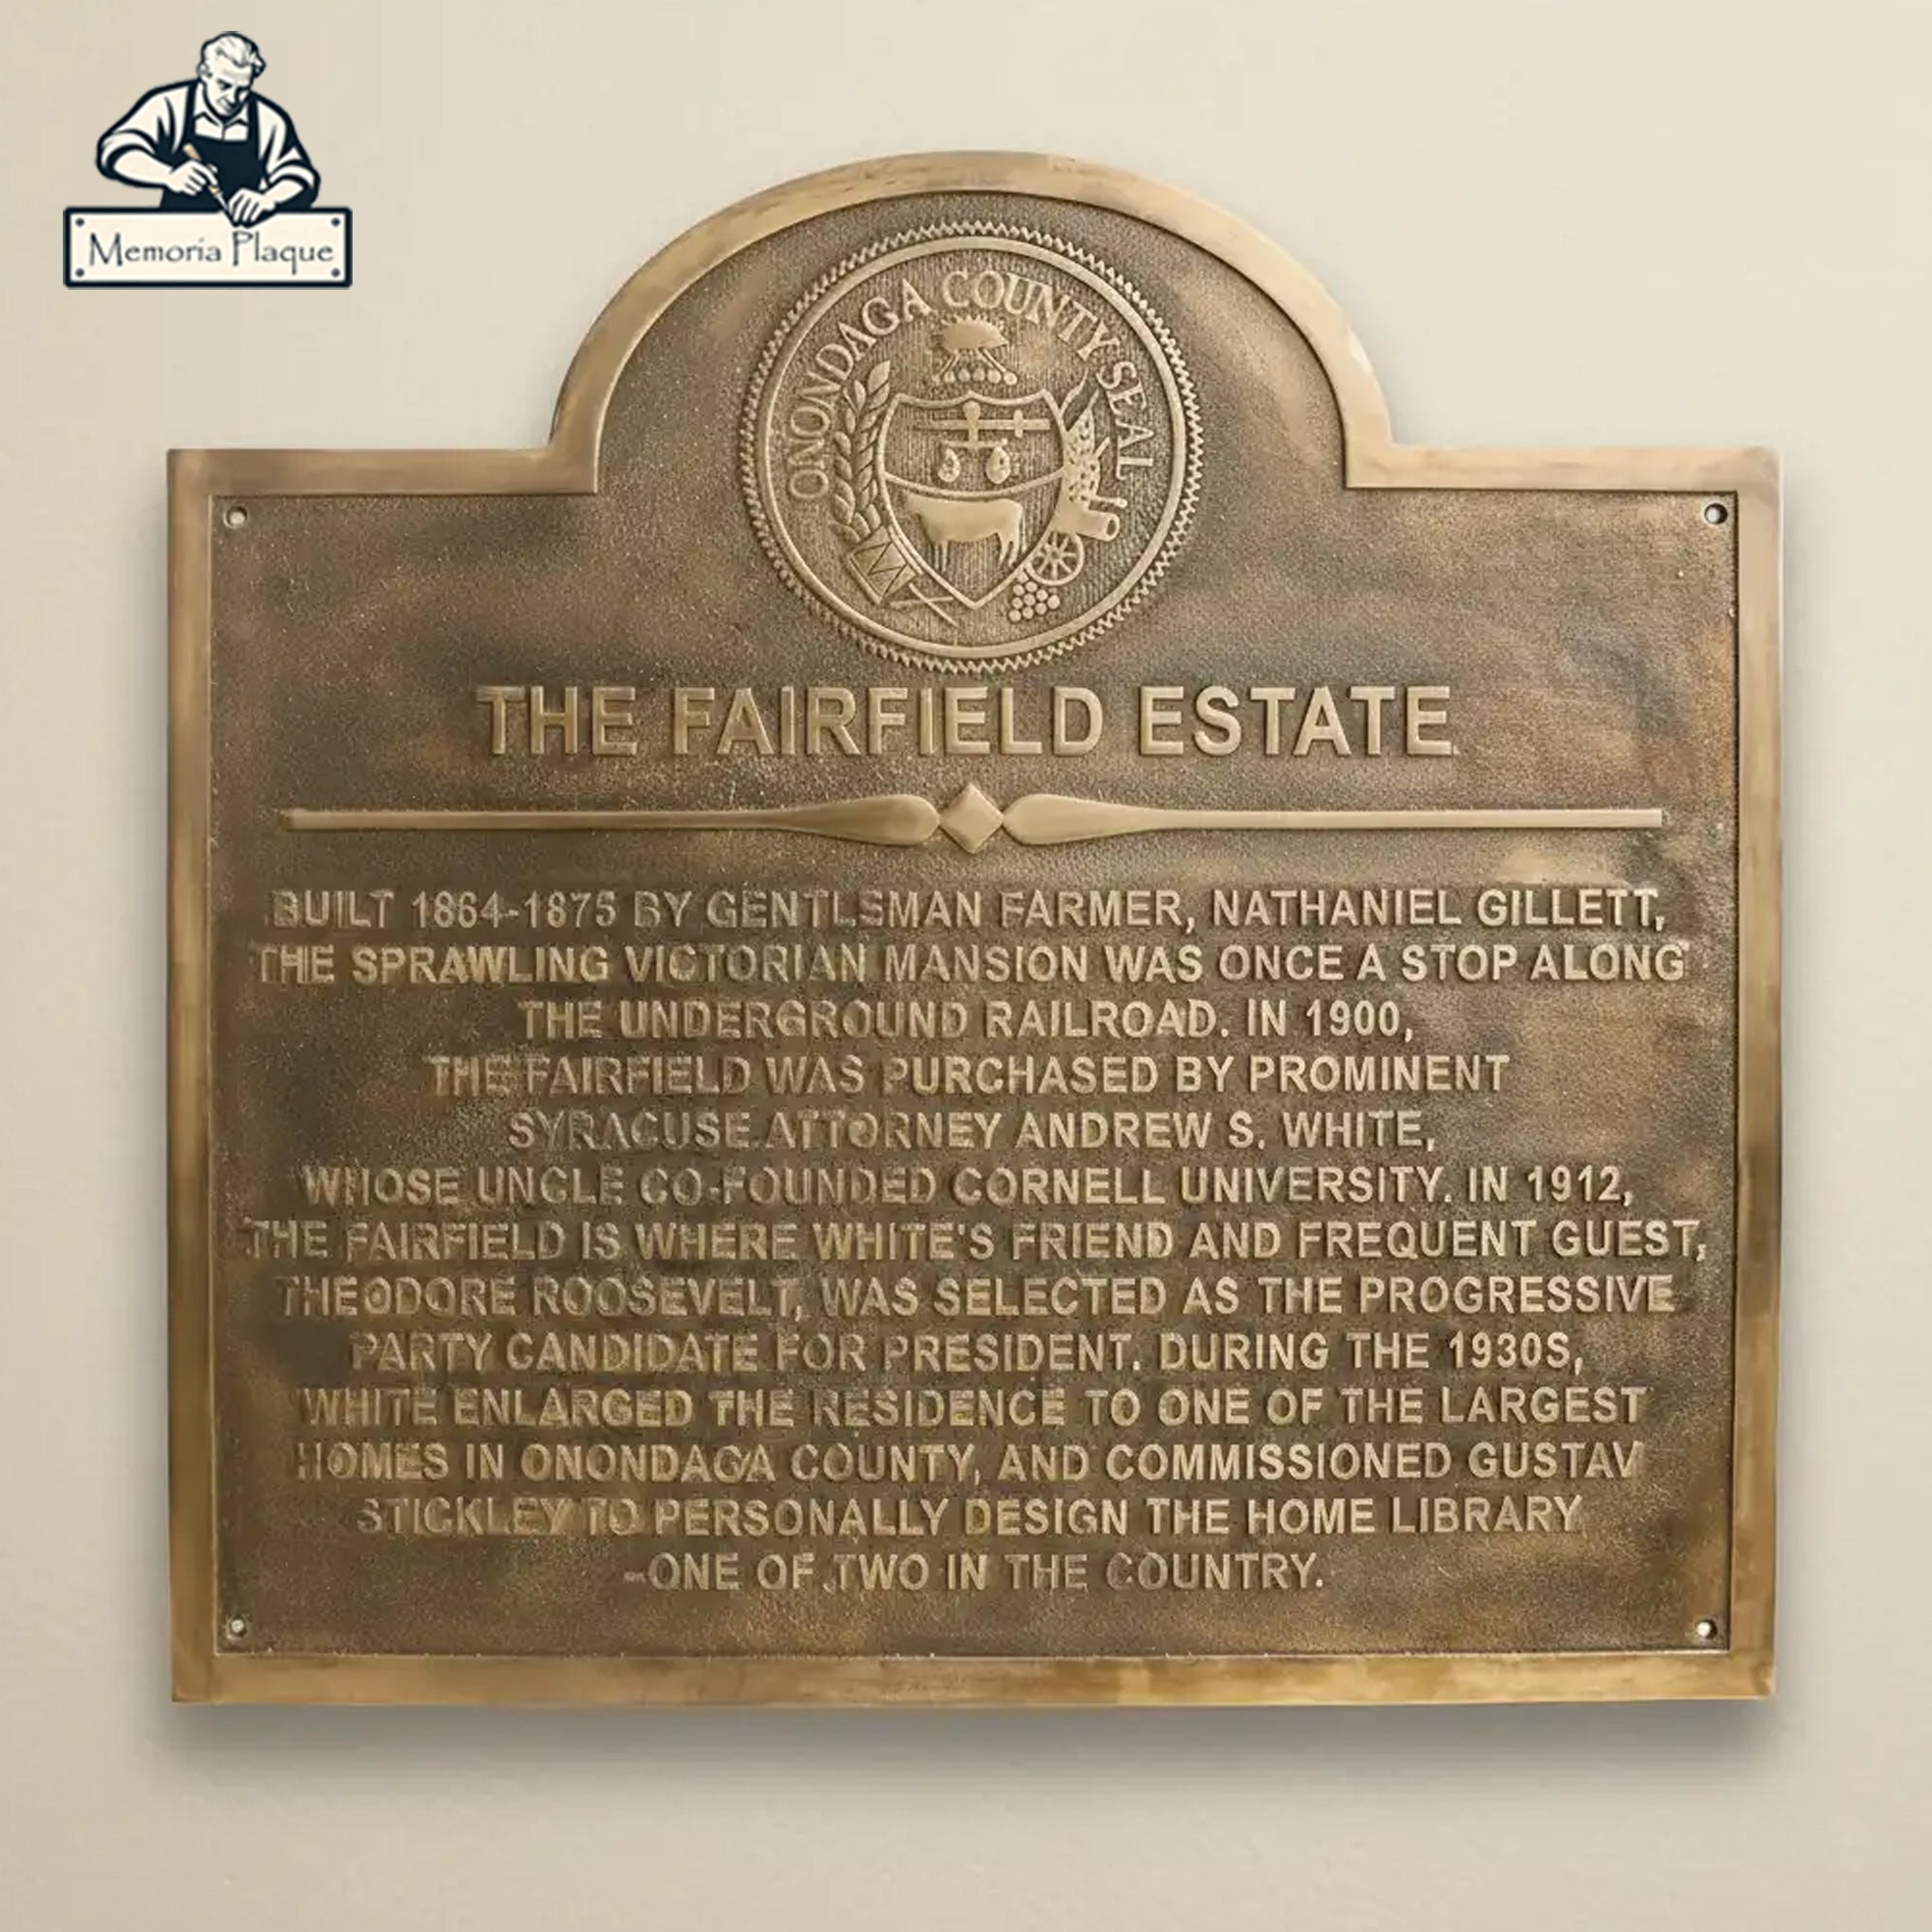 Memoria Plaque
ONONDAGA COUNTY SEAL
THE FAIRFIELD ESTATE
BUILT 1864-1875 BY GENTLSMAN FARMER, NATHANIEL GILLETT,
THE SPRAWLING VICTORIAN MANSION WAS ONCE A STOP ALONG
THE UNDERGROUND RAILROAD. IN 1900,
THE FAIRFIELD WAS PURCHASED BY PROMINENT
SYRACUSE ATTORNEY ANDREW S. WHITE,
WHOSE UNCLE CO-FOUNDED CORNELL UNIVERSITY. IN 1912,
THE FAIRFIELD IS WHERE WHITE'S FRIEND AND FREQUENT GUEST,
THEODORE ROOSEVELT, WAS SELECTED AS THE PROGRESSIVE
PARTY CANDIDATE FOR PRESIDENT. DURING THE 1930S,
WHITE ENLARGED THE RESIDENCE TO ONE OF THE LARGEST
HOMES IN ONONDAGA COUNTY, AND COMMISSIONED GUSTAV
STICKLEY TO PERSONALLY DESIGN THE HOME LIBRARY
-ONE OF TWO IN THE COUNTRY.